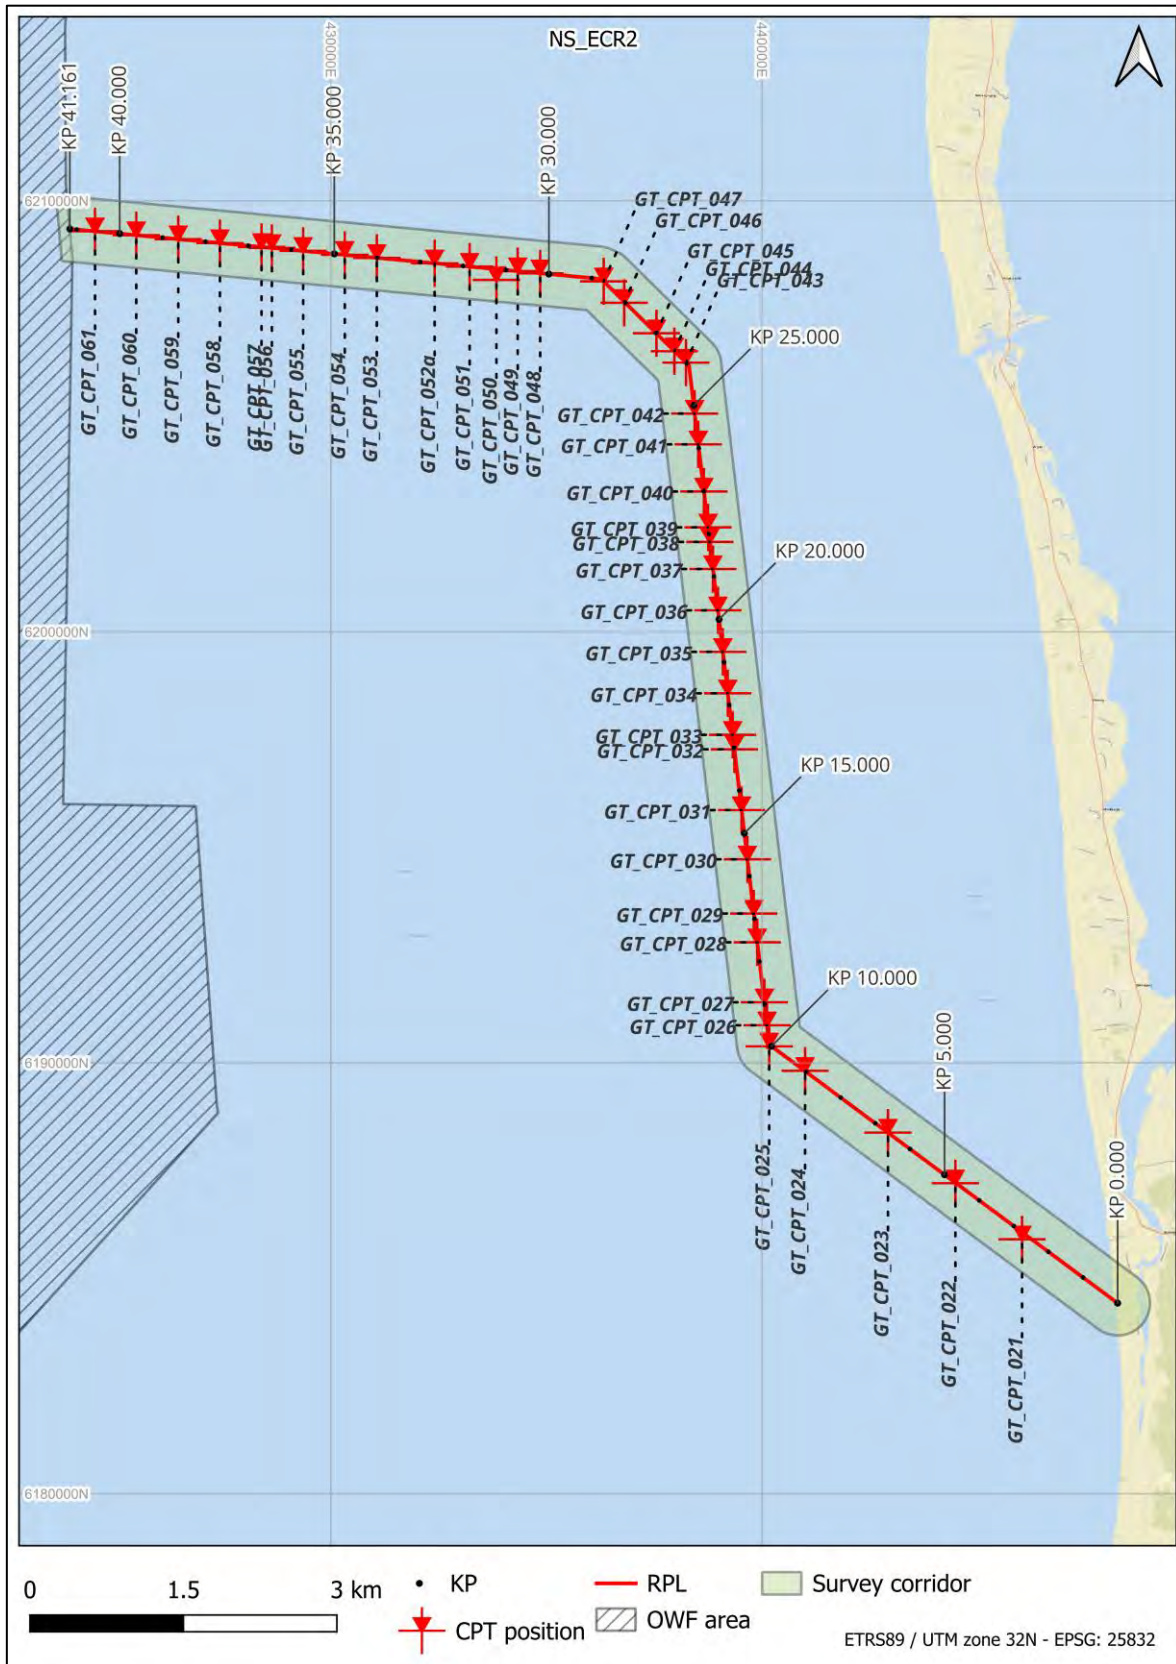 NS_ECR2
430000E
440000E
KP 41.161
KP 40.000
KP 35.000
KP 30.000
GT_CPT_047
GT_CPT_046
GT_CPT_045
GT_CPT_044
GT_CPT_043
6210000N
KP 25.000
GT_CPT_061
GT_CPT_060
GT_CPT_059
GT_CPT_058
GT_CPT_057
GT_CPT_056
GT_CPT_055
GT_CPT_054
GT_CPT_053
GT_CPT_052a
GT_CPT_051
GT_CPT_050
GT_CPT_049
GT_CPT_048
GT_CPT_042
GT_CPT_041
GT_CPT_040
GT_CPT_039
GT_CPT_038
KP 20.000
GT_CPT_037
GT_CPT_036
6200000N
GT_CPT_035
GT_CPT_034
GT_CPT_033
GT_CPT_032
KP 15.000
GT_CPT_031
GT_CPT_030
GT_CPT_029
GT_CPT_028
KP 10.000
GT_CPT_027
GT_CPT_026
6190000N
KP 5.000
KP 0.000
GT_CPT_025
GT_CPT_024
GT_CPT_023
GT_CPT_022
GT_CPT_021
6180000N
0 1.5 3 km
KP
RPL
Survey corridor
CPT position
OWF area
ETRS89 / UTM zone 32N - EPSG: 25832